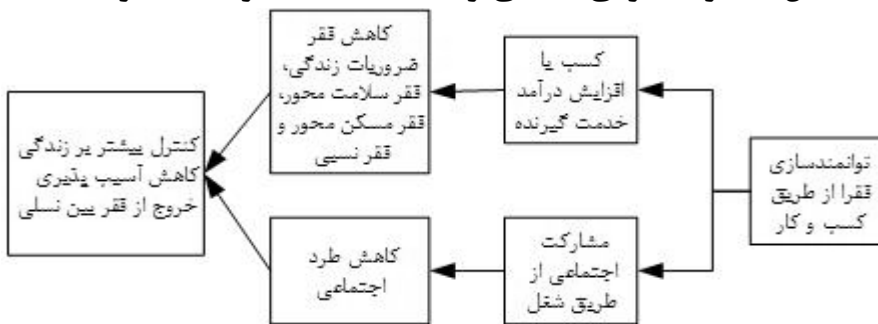 توانمندسازی
فقرا از طریق
کسب و کار
کسب یا
افزایش درآمد
خدمت گیرنده
کاهش فقر
ضروریات زندگی،
فقر سلامت محور،
فقر مسکن محور و
فقر نسبی
مشارکت
اجتماعی از
طریق شغل
کاهش طرد
اجتماعی
کنترل بیشتر بر زندگی
کاهش آسیب پذیری
خروج از فقر بین نسلی